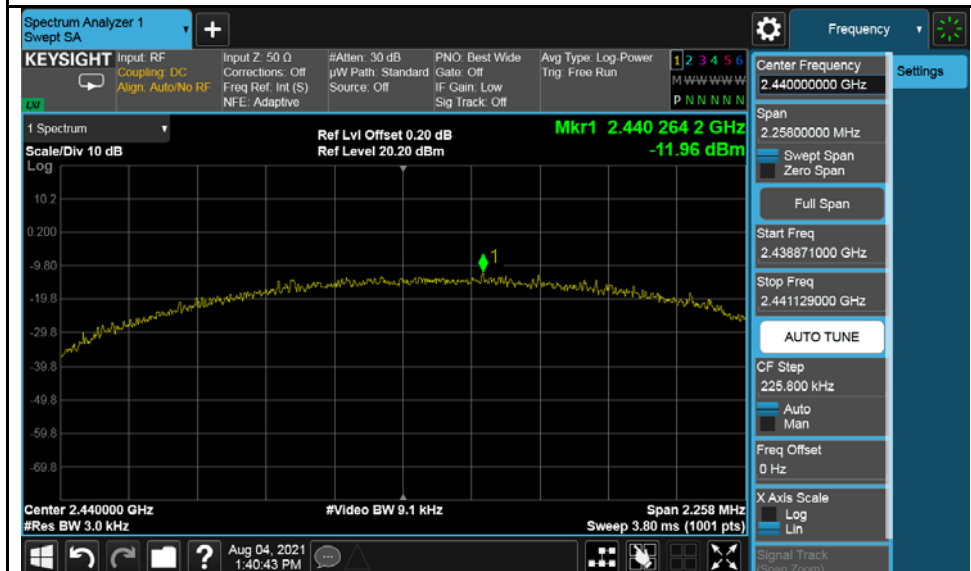 Spectrum Analyzer 1
Swept SA
+
Frequency
KEYSIGHT
LXI
Input: RF
Coupling: DC
Align: Auto/No RF
Input Z: 50 Ω
Corrections: Off
Freq Ref: Int (S)
NFE: Adaptive
#Atten: 30 dB
µW Path: Standard
Source: Off
PNO: Best Wide
Gate: Off
IF Gain: Low
Sig Track: Off
Avg Type: Log-Power
Trig: Free Run
1 2 3 4 5 6
M W W W W W
P N N N N N
1 Spectrum
Scale/Div 10 dB
Log
Ref Lvl Offset 0.20 dB
Ref Level 20.20 dBm
Mkr1 2.440 264 2 GHz
-11.96 dBm
10.2
0.200
-9.80
-19.8
-29.8
-39.8
-49.8
-59.8
-69.8
1
Center 2.440000 GHz
#Res BW 3.0 kHz
#Video BW 9.1 kHz
Span 2.258 MHz
Sweep 3.80 ms (1001 pts)
?
Aug 04, 2021
1:40:43 PM
Center Frequency
2.440000000 GHz
Span
2.25800000 MHz
Swept Span
Zero Span
Full Span
Start Freq
2.438871000 GHz
Stop Freq
2.441129000 GHz
AUTO TUNE
CF Step
225.800 kHz
Auto
Man
Freq Offset
0 Hz
X Axis Scale
Log
Lin
Signal Track
(Span Zoom)
Settings